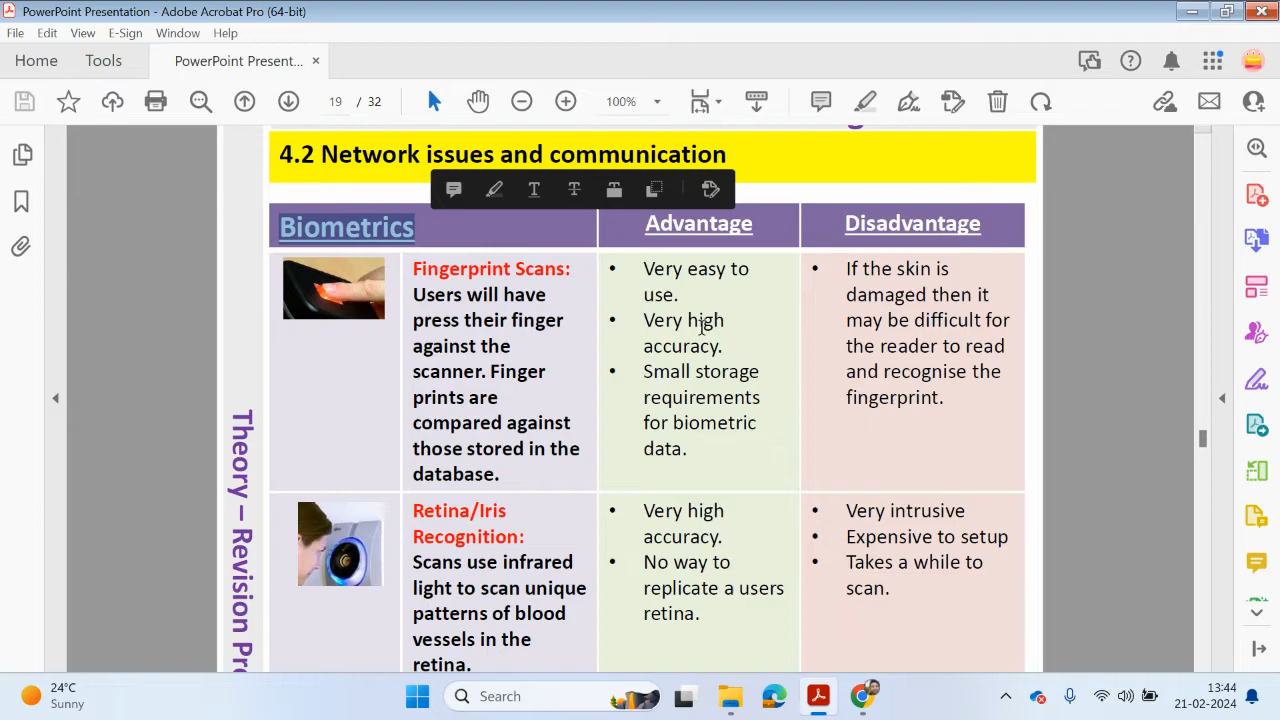 PowerPoint Presentation - Adobe Acrobat Pro (64-bit)
File Edit View E-Sign Window Help
Home Tools PowerPoint Present... ×
19 / 32 100%
4.2 Network issues and communication
Biometrics Advantage Disadvantage
Fingerprint Scans:
Users will have
press their finger
against the
scanner. Finger
prints are
compared against
those stored in the
database.
• Very easy to
use.
• Very high
accuracy.
• Small storage
requirements
for biometric
data.
• If the skin is
damaged then it
may be difficult for
the reader to read
and recognise the
fingerprint.
Retina/Iris
Recognition:
Scans use infrared
light to scan unique
patterns of blood
vessels in the
retina.
• Very high
accuracy.
• No way to
replicate a users
retina.
• Very intrusive
• Expensive to setup
• Takes a while to
scan.
Theory – Revision
24°C
Sunny
Search
13:44
21-02-2024